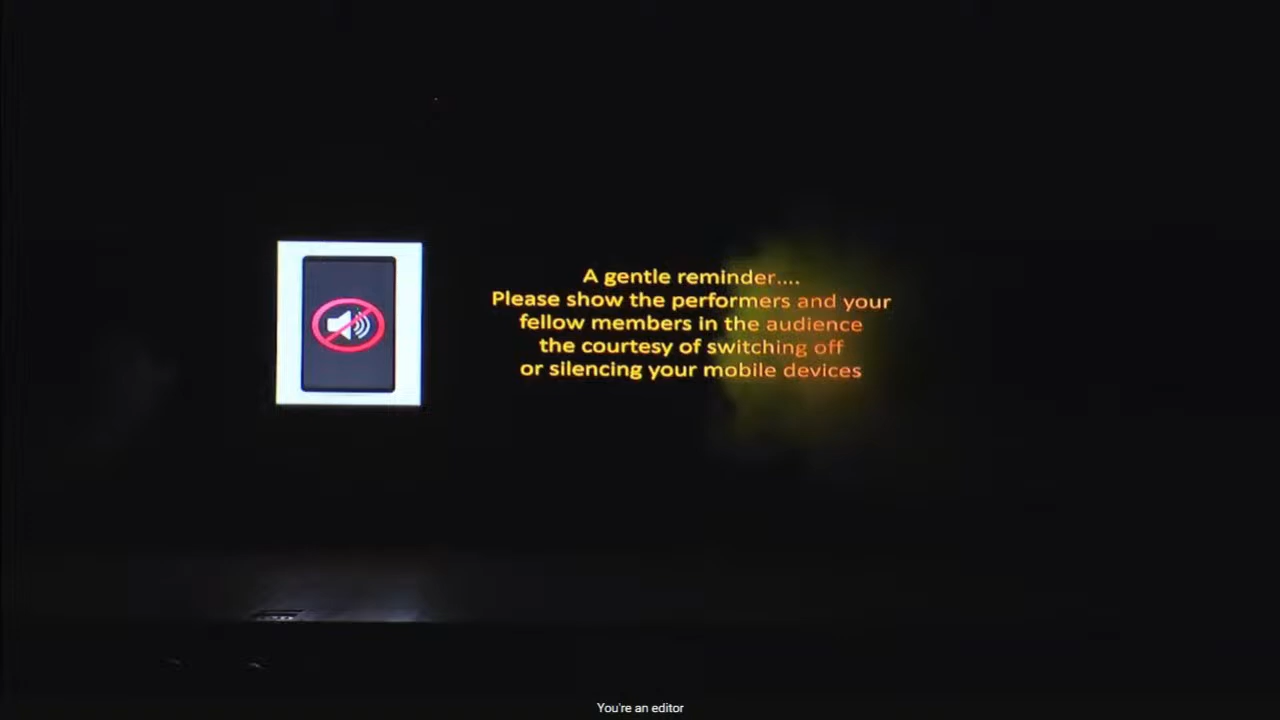 A gentle reminder....
Please show the performers and your
fellow members in the audience
the courtesy of switching off
or silencing your mobile devices
You're an editor